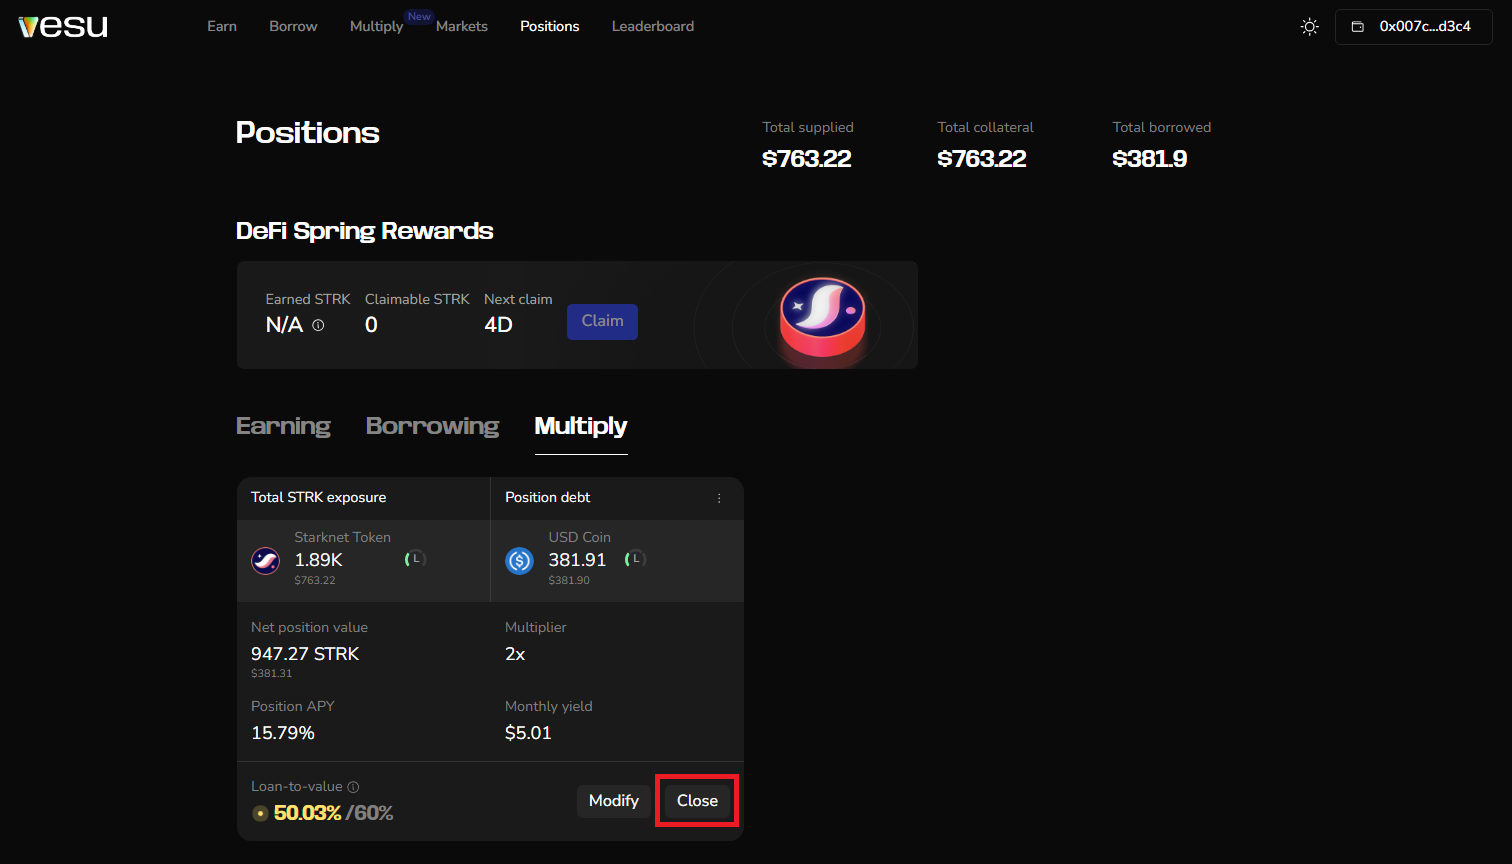 vesu
Earn Borrow Multiply New Markets Positions Leaderboard 0x007c...d3c4
Positions
Total supplied Total collateral Total borrowed
$763.22 $763.22 $381.9
DeFi Spring Rewards
Earned STRK Claimable STRK Next claim
N/A 0 4D Claim
Earning Borrowing Multiply
Total STRK exposure Position debt
Starknet Token USD Coin
1.89K L 381.91 L
$763.22 $381.90
Net position value Multiplier
947.27 STRK 2x
$381.31
Position APY Monthly yield
15.79% $5.01
Loan-to-value
50.03% /60% Modify Close